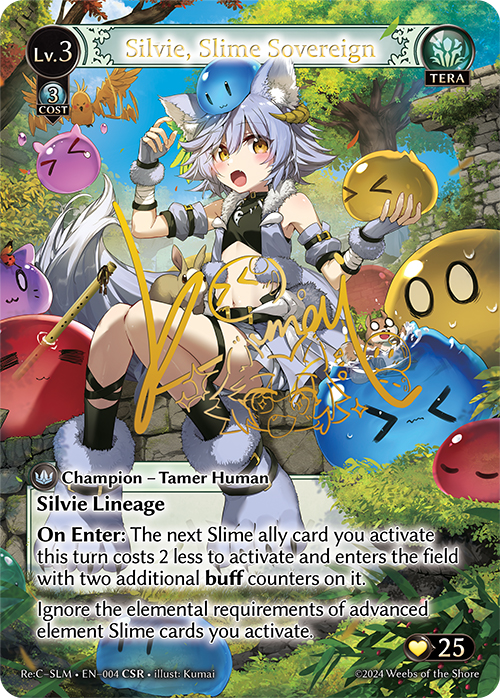 Lv.3
Silvie, Slime Sovereign
TERA
3
COST
Kumai
Champion – Tamer Human
Silvie Lineage
On Enter: The next Slime ally card you activate
this turn costs 2 less to activate and enters the field
with two additional buff counters on it.
Ignore the elemental requirements of advanced
element Slime cards you activate.
25
Re:C–SLM • EN–004 CSR • illust: Kumai
©2024 Weebs of the Shore